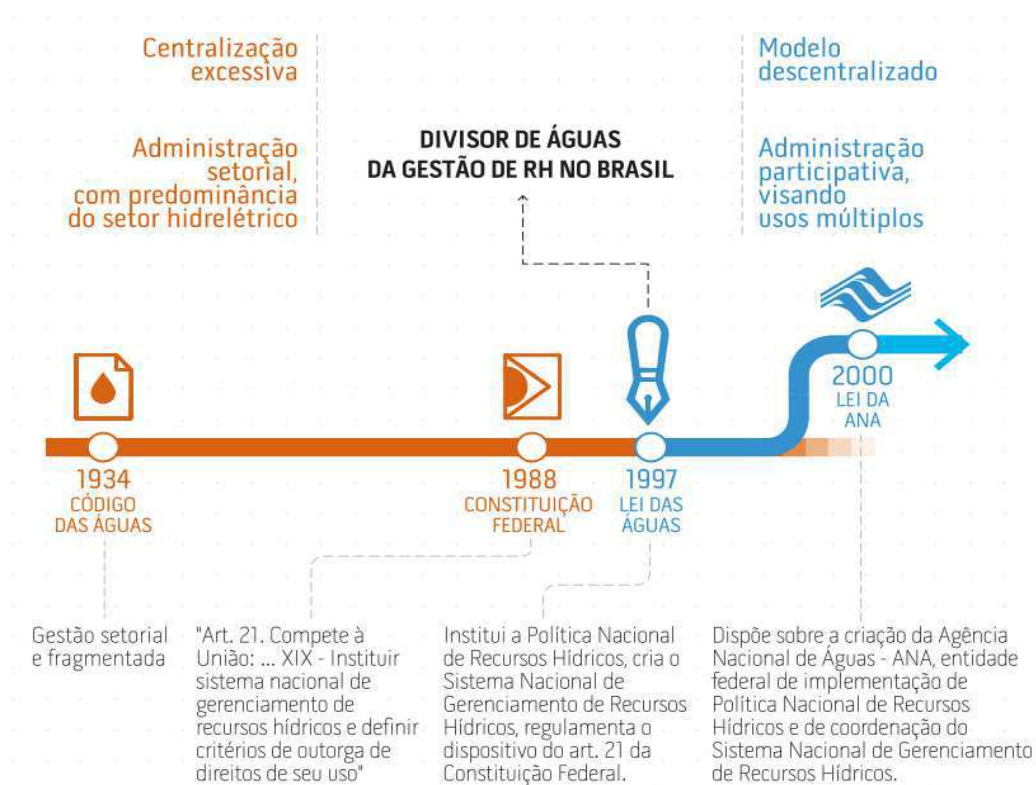 Centralização
excessiva
Administração
setorial,
com predominância
do setor hidrelétrico
DIVISOR DE ÁGUAS
DA GESTÃO DE RH NO BRASIL
Modelo
descentralizado
Administração
participativa,
visando
usos múltiplos
1934
CÓDIGO
DAS ÁGUAS
1988
CONSTITUIÇÃO
FEDERAL
1997
LEI DAS
ÁGUAS
2000
LEI DA
ANA
Gestão setorial
e fragmentada
"Art. 21. Compete à
União: ... XIX - Instituir
sistema nacional de
gerenciamento de
recursos hídricos e definir
critérios de outorga de
direitos de seu uso"
Institui a Política Nacional
de Recursos Hídricos, cria o
Sistema Nacional de
Gerenciamento de Recursos
Hídricos, regulamenta o
dispositivo do art. 21 da
Constituição Federal.
Dispõe sobre a criação da Agência
Nacional de Águas - ANA, entidade
federal de implementação de
Política Nacional de Recursos
Hídricos e de coordenação do
Sistema Nacional de Gerenciamento
de Recursos Hídricos.